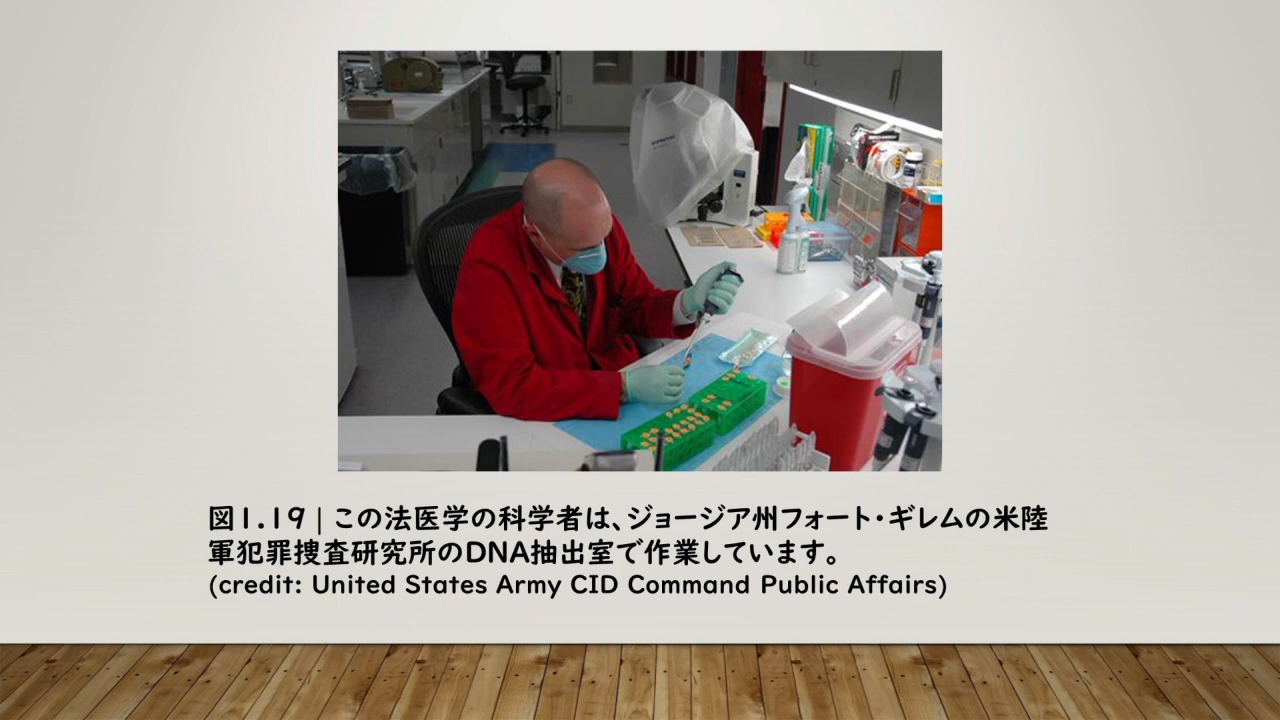 図1.19 | この法医学の科学者は、ジョージア州フォート・ギレムの米陸
軍犯罪捜査研究所のDNA抽出室で作業しています。
(credit: United States Army CID Command Public Affairs)